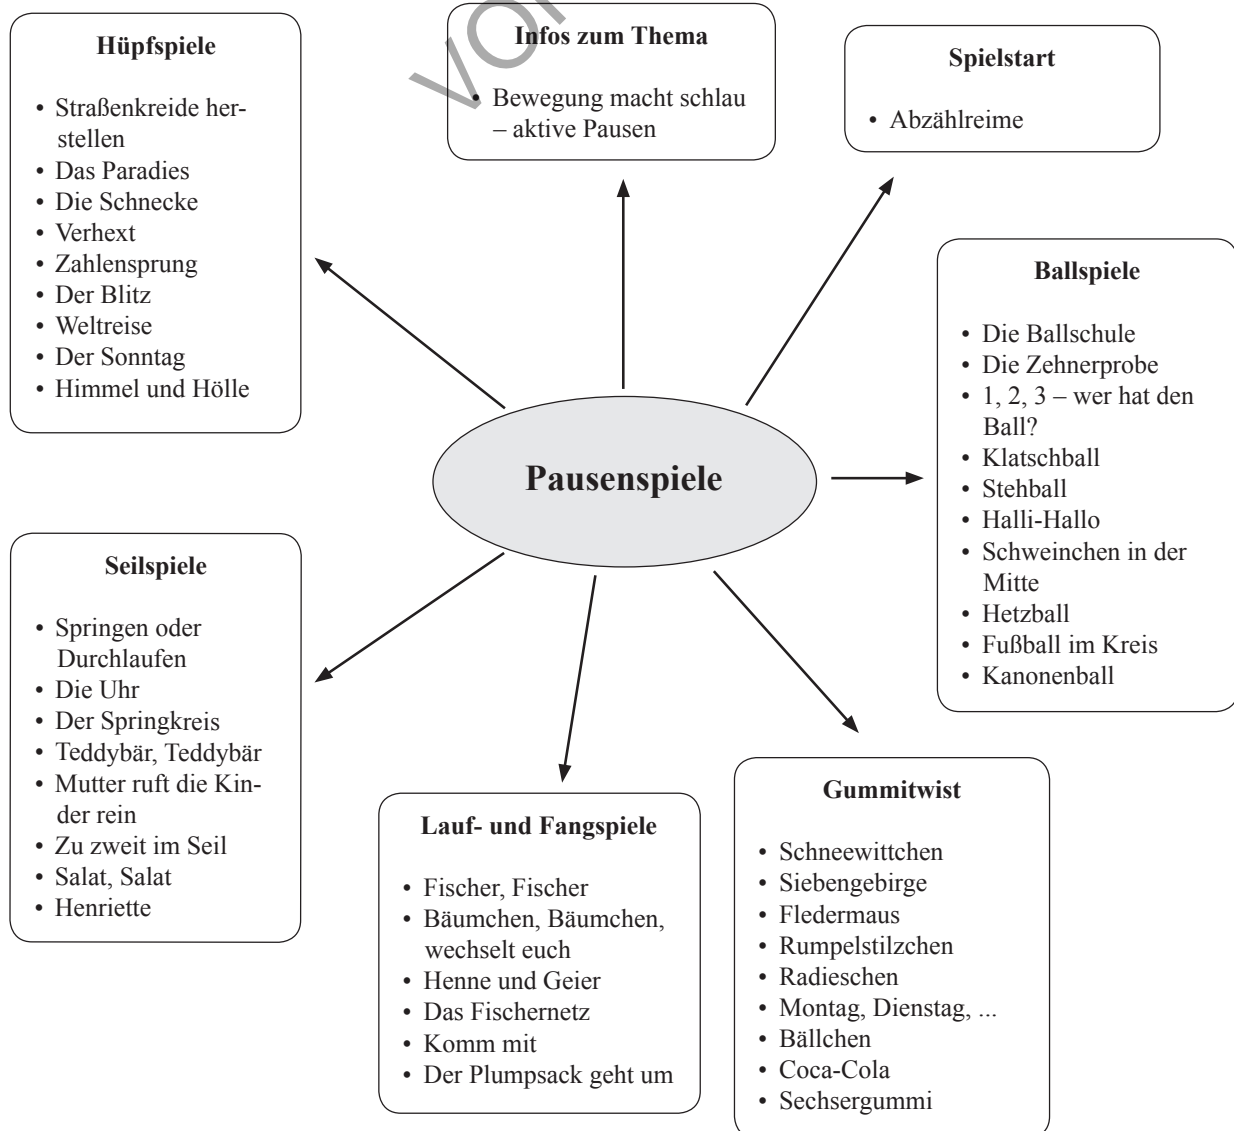 Hüpfspiele
• Straßenkreide her-
stellen
• Das Paradies
• Die Schnecke
• Verhext
• Zahlensprung
• Der Blitz
• Weltreise
• Der Sonntag
• Himmel und Hölle
Infos zum Thema
• Bewegung macht schlau
– aktive Pausen
Spielstart
• Abzählreime
Ballspiele
• Die Ballschule
• Die Zehnerprobe
• 1, 2, 3 – wer hat den
Ball?
• Klatschball
• Stehball
• Halli-Hallo
• Schweinchen in der
Mitte
• Hetzball
• Fußball im Kreis
• Kanonenball
Pausenspiele
Seilspiele
• Springen oder
Durchlaufen
• Die Uhr
• Der Springkreis
• Teddybär, Teddybär
• Mutter ruft die Kin-
der rein
• Zu zweit im Seil
• Salat, Salat
• Henriette
Lauf- und Fangspiele
• Fischer, Fischer
• Bäumchen, Bäumchen,
wechselt euch
• Henne und Geier
• Das Fischernetz
• Komm mit
• Der Plumpsack geht um
Gummitwist
• Schneewittchen
• Siebengebirge
• Fledermaus
• Rumpelstilzchen
• Radieschen
• Montag, Dienstag, ...
• Bällchen
• Coca-Cola
• Sechsergummi